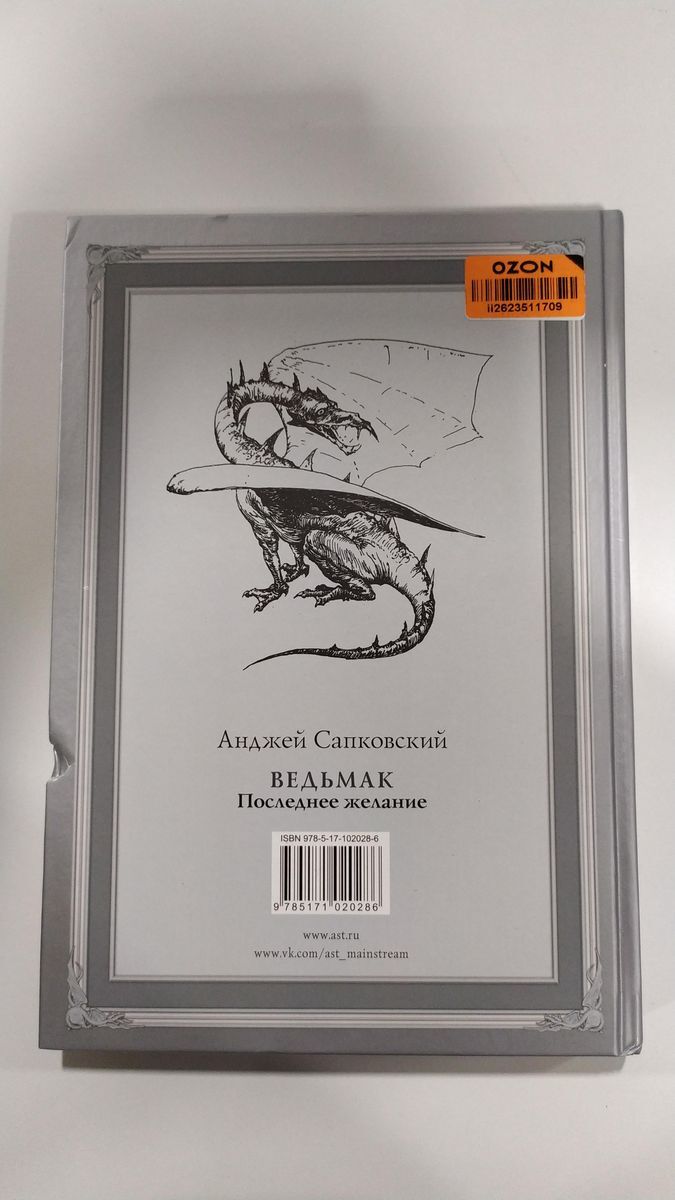 OZON
ii2623511709
Анджей Сапковский
ВЕДЬМАК
Последнее желание
ISBN 978-5-17-102028-6
9 785171 020286
www.ast.ru
www.vk.com/ast_mainstream